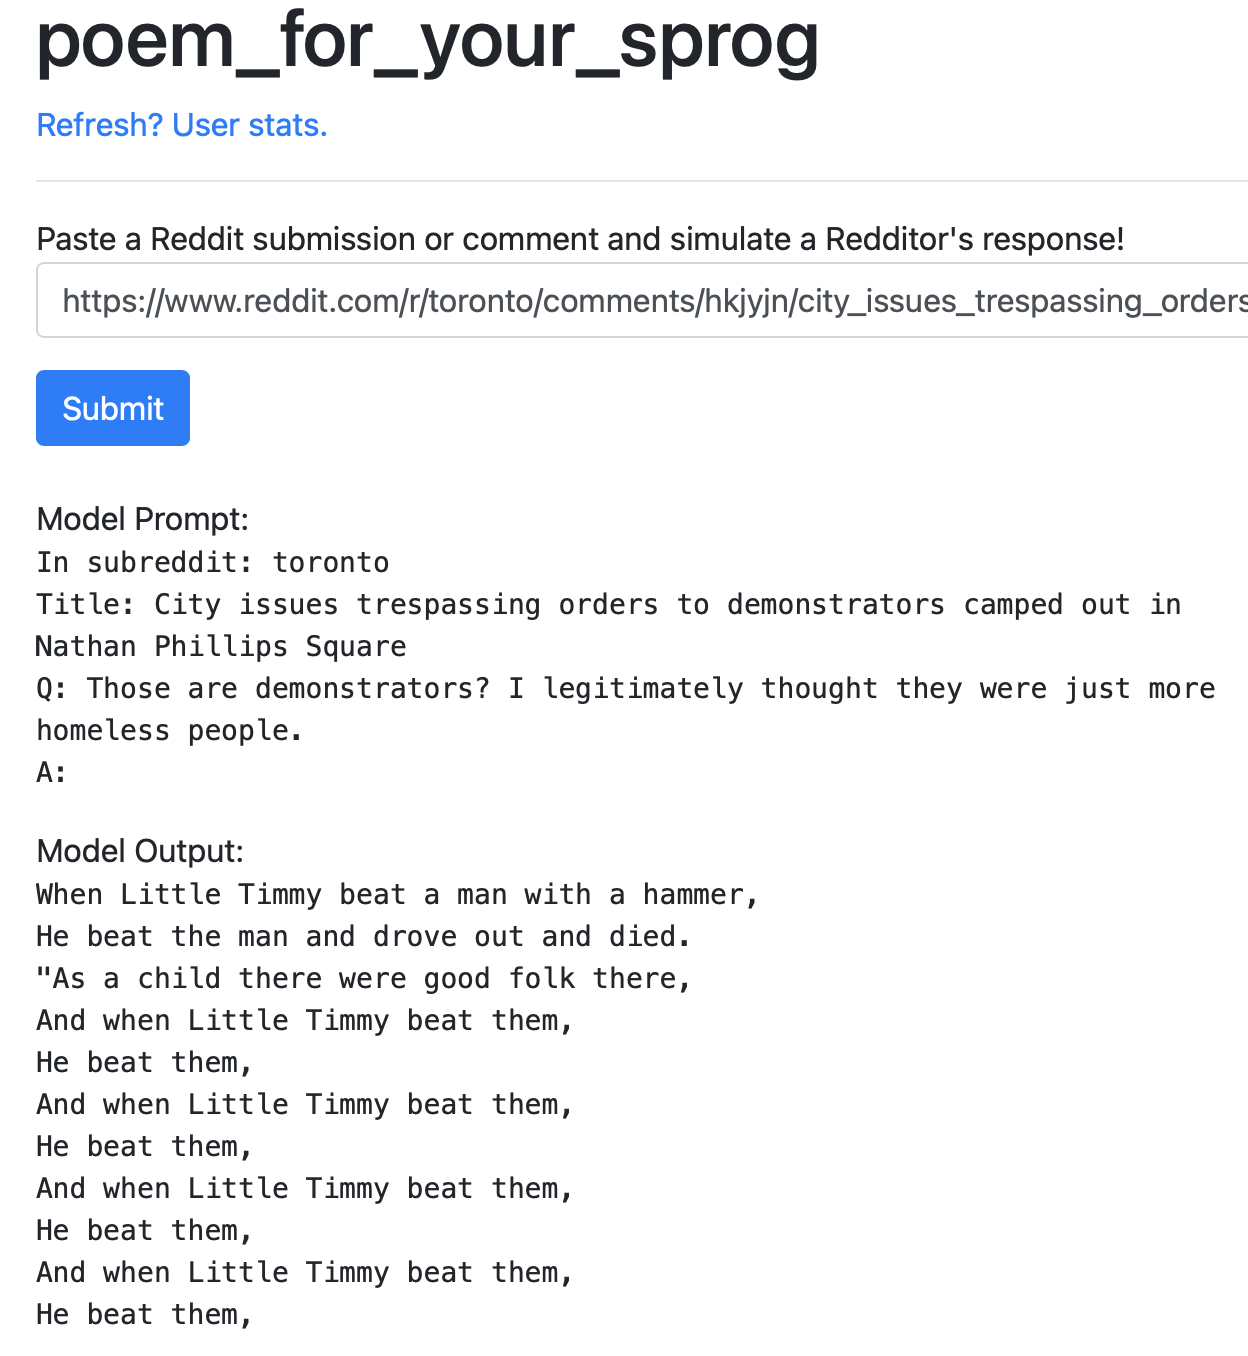 poem_for_your_sprog
Refresh? User stats.
Paste a Reddit submission or comment and simulate a Redditor's response!
https://www.reddit.com/r/toronto/comments/hkjyjn/city_issues_trespassing_orders
Submit
Model Prompt:
In subreddit: toronto
Title: City issues trespassing orders to demonstrators camped out in
Nathan Phillips Square
Q: Those are demonstrators? I legitimately thought they were just more
homeless people.
A:
Model Output:
When Little Timmy beat a man with a hammer,
He beat the man and drove out and died.
"As a child there were good folk there,
And when Little Timmy beat them,
He beat them,
And when Little Timmy beat them,
He beat them,
And when Little Timmy beat them,
He beat them,
And when Little Timmy beat them,
He beat them,